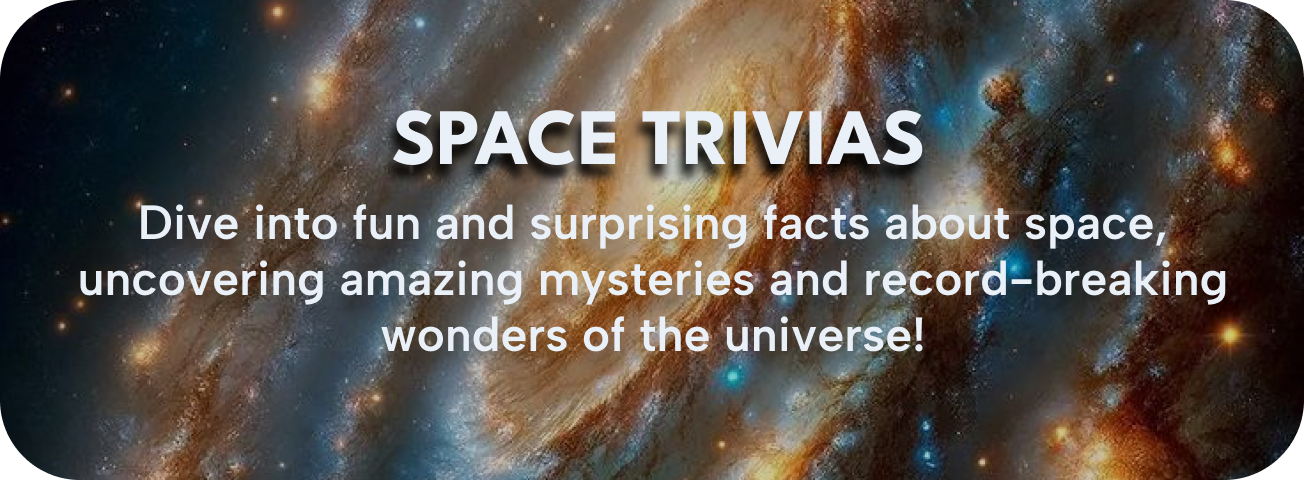 SPACE TRIVIAS
Dive into fun and surprising facts about space,
uncovering amazing mysteries and record-breaking
wonders of the universe!